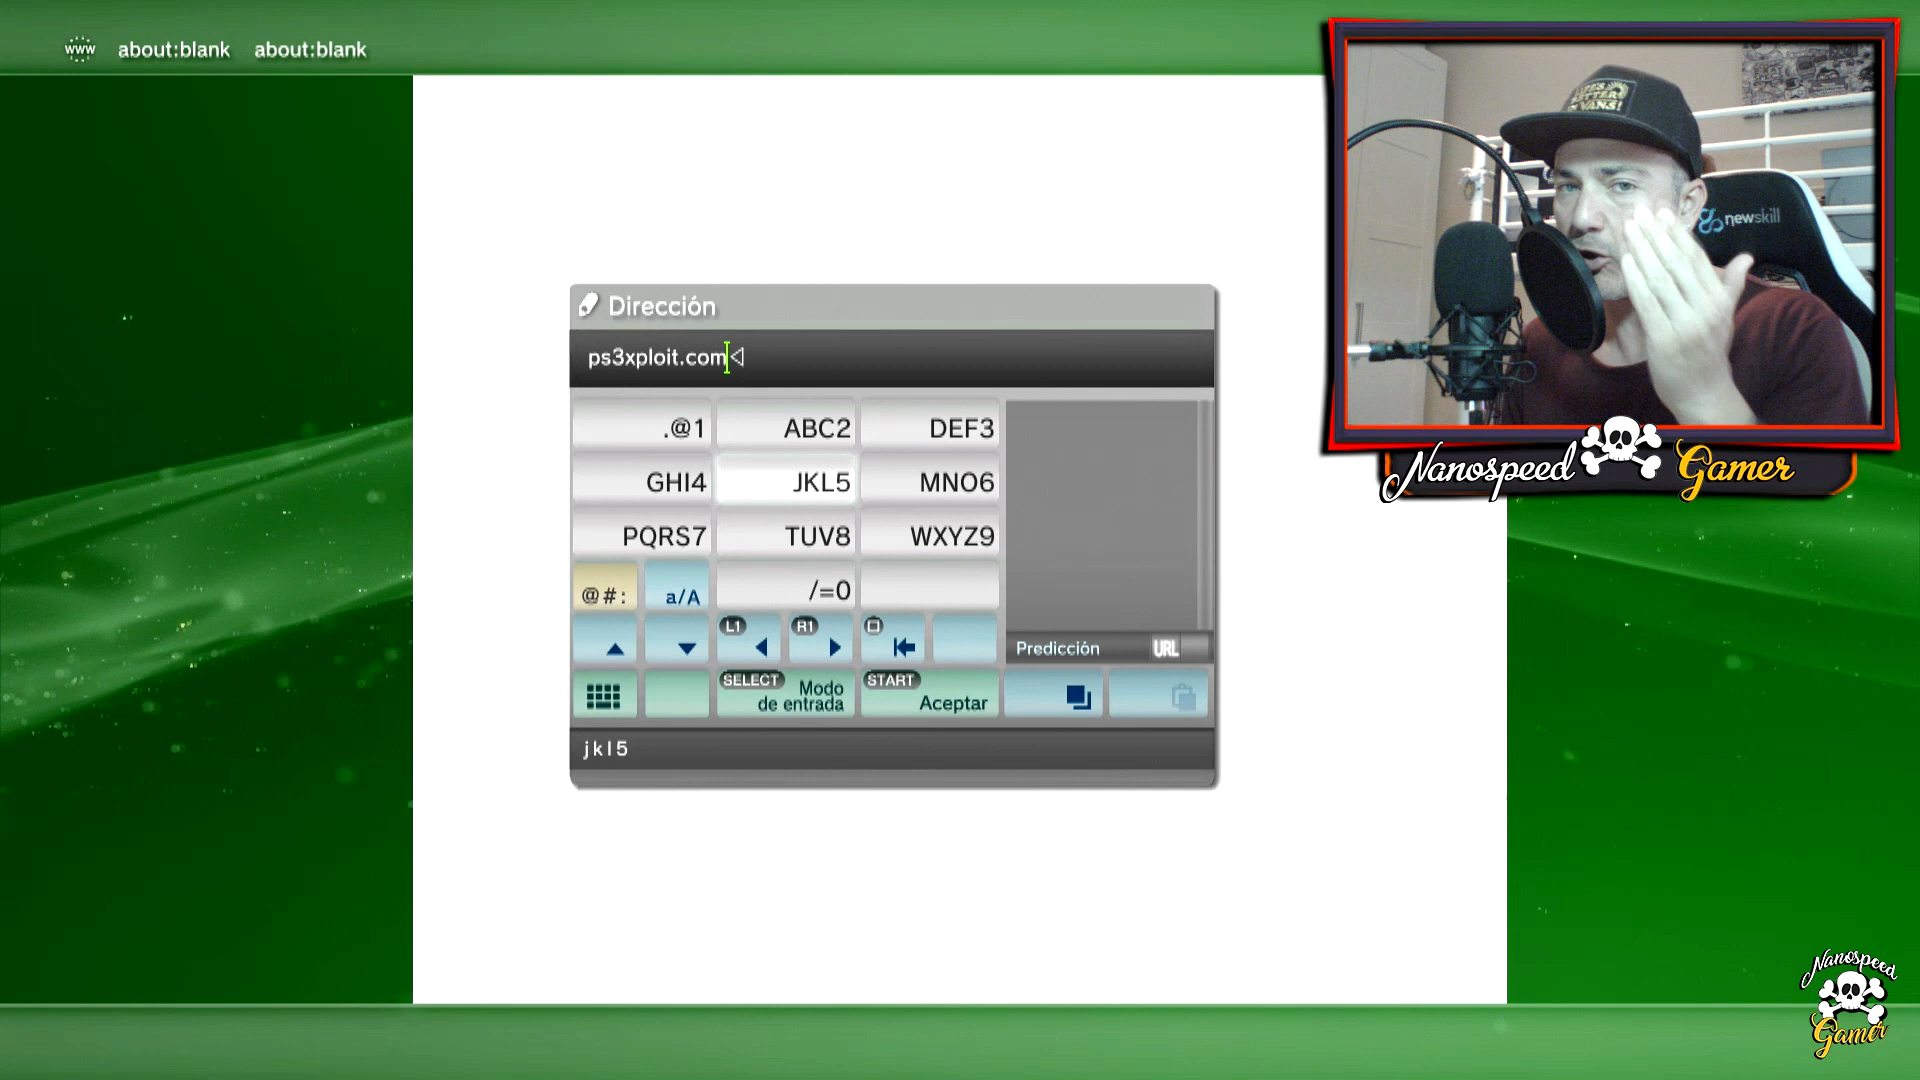 www about:blank about:blank
Dirección
ps3xploit.com
.@1 ABC2 DEF3
GHI4 JKL5 MNO6
PQRS7 TUV8 WXYZ9
@#: a/A /=0
L1 R1
Predicción URL
SELECT Modo de entrada
START Aceptar
jkl5
newskill
Nanospeed Gamer
Nanospeed
Gamer